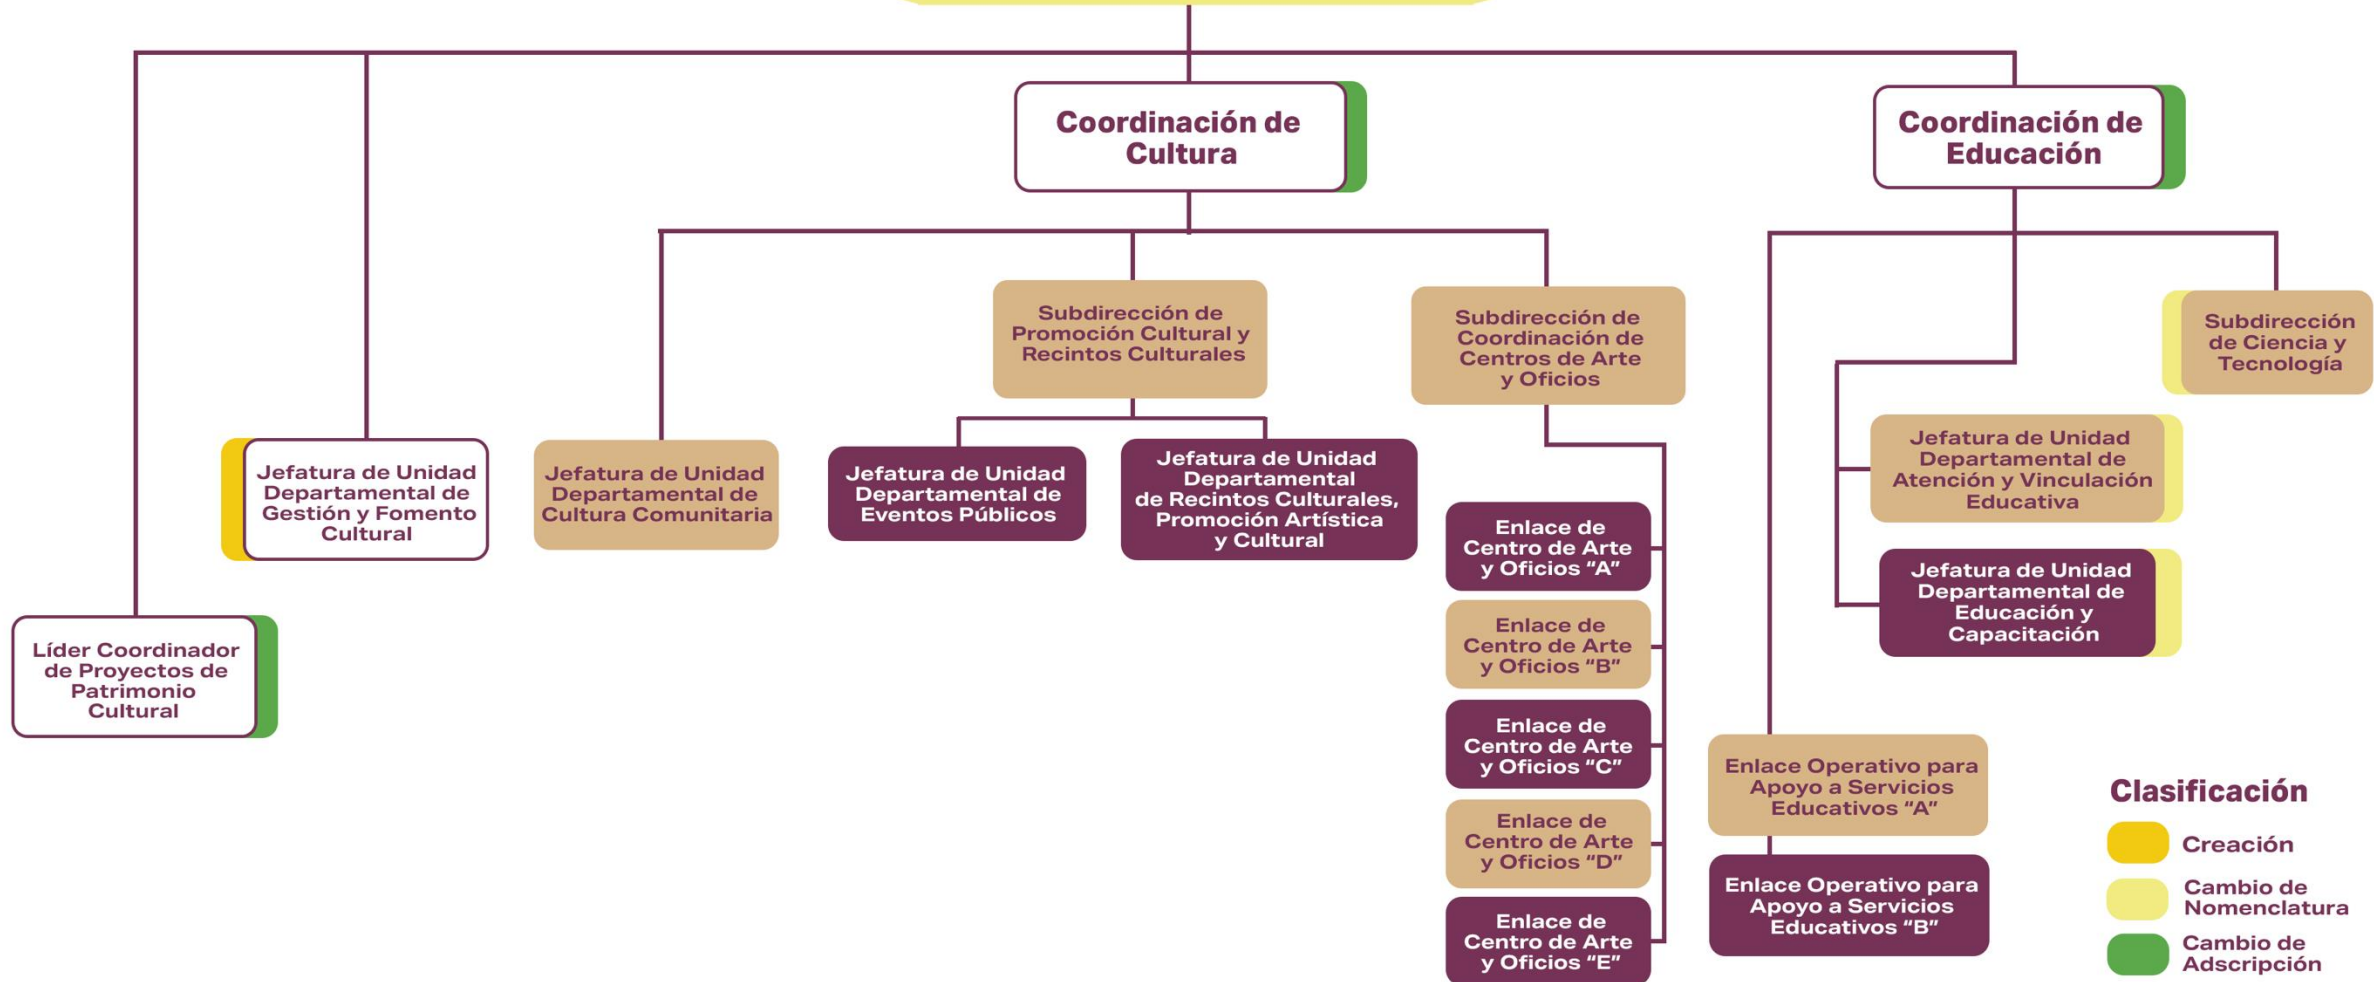 Coordinación de
Cultura
Coordinación de
Educación
Subdirección de
Promoción Cultural y
Recintos Culturales
Subdirección de
Coordinación de
Centros de Arte
y Oficios
Subdirección
de Ciencia y
Tecnología
Jefatura de Unidad
Departamental de
Gestión y Fomento
Cultural
Jefatura de Unidad
Departamental de
Cultura Comunitaria
Jefatura de Unidad
Departamental de
Eventos Públicos
Jefatura de Unidad
Departamental
de Recintos Culturales,
Promoción Artística
y Cultural
Jefatura de Unidad
Departamental de
Atención y Vinculación
Educativa
Jefatura de Unidad
Departamental de
Educación y
Capacitación
Líder Coordinador
de Proyectos de
Patrimonio
Cultural
Enlace de
Centro de Arte
y Oficios “A”
Enlace de
Centro de Arte
y Oficios “B”
Enlace de
Centro de Arte
y Oficios “C”
Enlace de
Centro de Arte
y Oficios “D”
Enlace de
Centro de Arte
y Oficios “E”
Enlace Operativo para
Apoyo a Servicios
Educativos “A”
Enlace Operativo para
Apoyo a Servicios
Educativos “B”
Clasificación
Creación
Cambio de
Nomenclatura
Cambio de
Adscripción